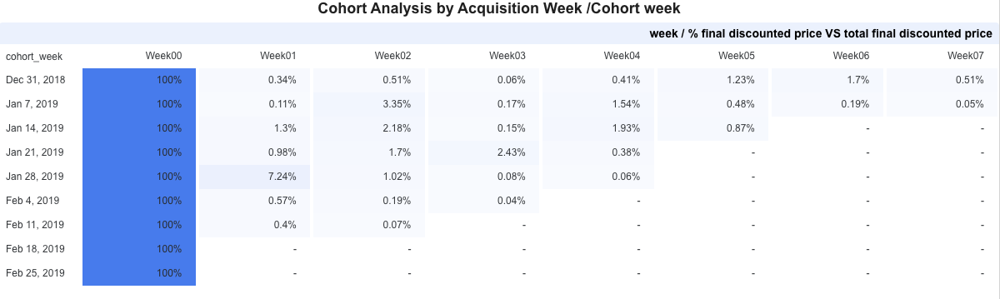 Cohort Analysis by Acquisition Week /Cohort week
week / % final discounted price VS total final discounted price
cohort_week Week00 Week01 Week02 Week03 Week04 Week05 Week06 Week07
Dec 31, 2018 100% 0.34% 0.51% 0.06% 0.41% 1.23% 1.7% 0.51%
Jan 7, 2019 100% 0.11% 3.35% 0.17% 1.54% 0.48% 0.19% 0.05%
Jan 14, 2019 100% 1.3% 2.18% 0.15% 1.93% 0.87% - -
Jan 21, 2019 100% 0.98% 1.7% 2.43% 0.38% - - -
Jan 28, 2019 100% 7.24% 1.02% 0.08% 0.06% - - -
Feb 4, 2019 100% 0.57% 0.19% 0.04% - - - -
Feb 11, 2019 100% 0.4% 0.07% - - - - -
Feb 18, 2019 100% - - - - - - -
Feb 25, 2019 100% - - - - - - -